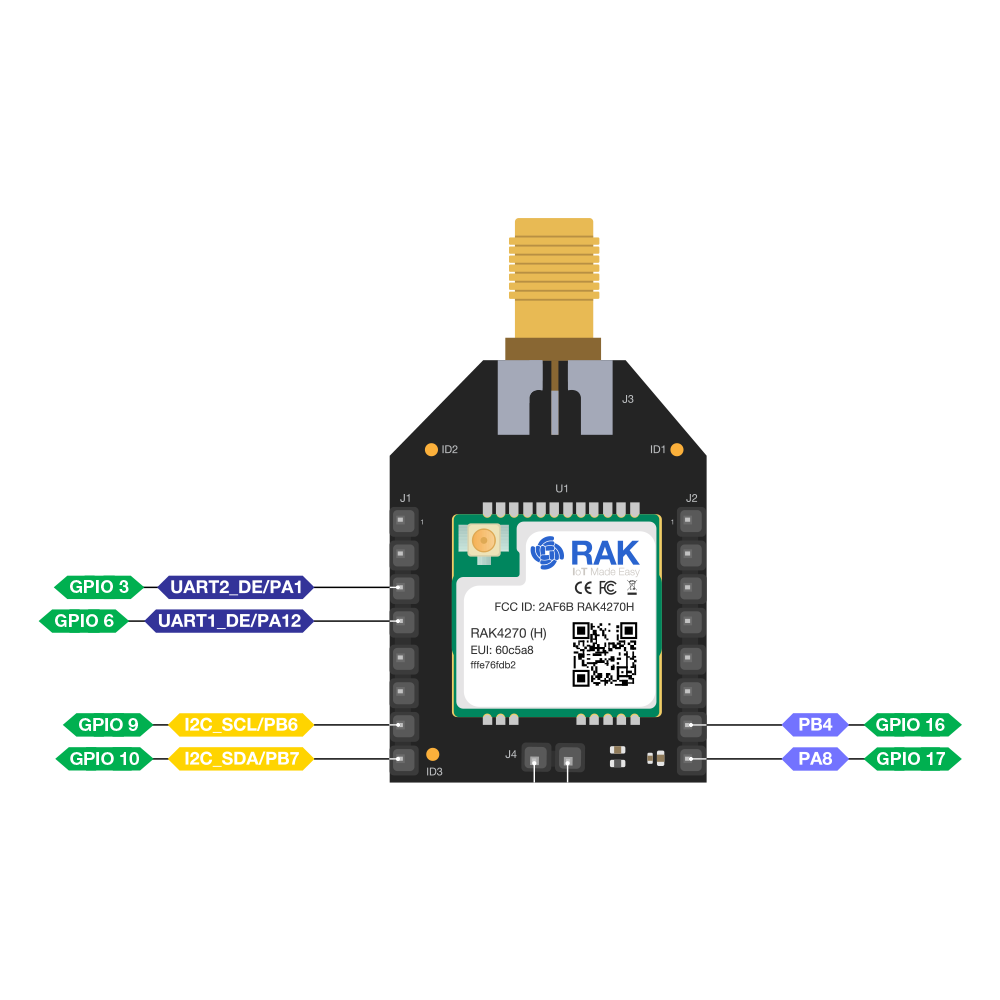 J3
ID2
ID1
U1
J1
J2
1
1
RAK
IoT Made Easy
CE FC
FCC ID: 2AF6B RAK4270H
RAK4270 (H)
EUI: 60c5a8
fffe76fdb2
GPIO 3 UART2_DE/PA1
GPIO 6 UART1_DE/PA12
GPIO 9 I2C_SCL/PB6
GPIO 10 I2C_SDA/PB7
PB4 GPIO 16
PA8 GPIO 17
J4
ID3